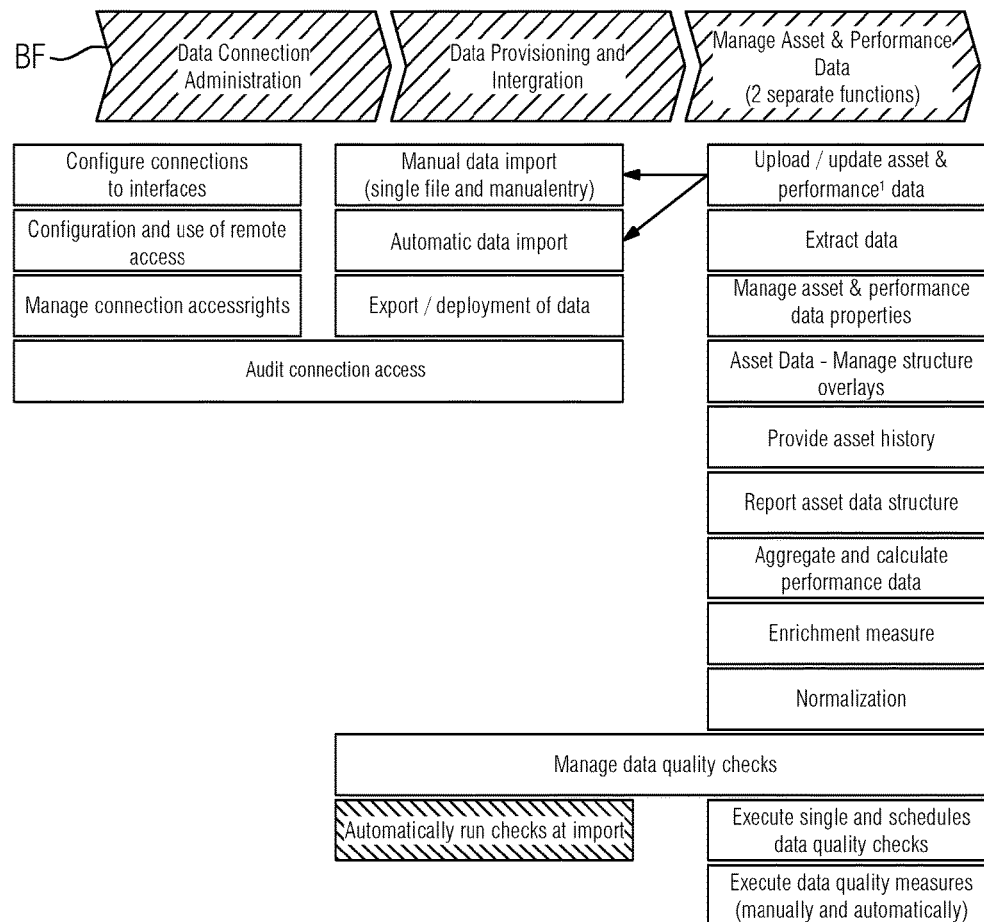 BF
Data Connection
Administration
Data Provisioning and
Intergration
Manage Asset & Performance
Data
(2 separate functions)
Configure connections
to interfaces
Configuration and use of remote
access
Manage connection accessrights
Manual data import
(single file and manualentry)
Automatic data import
Export / deployment of data
Audit connection access
Upload / update asset &
performance¹ data
Extract data
Manage asset & performance
data properties
Asset Data - Manage structure
overlays
Provide asset history
Report asset data structure
Aggregate and calculate
performance data
Enrichment measure
Normalization
Manage data quality checks
Automatically run checks at import
Execute single and schedules
data quality checks
Execute data quality measures
(manually and automatically)